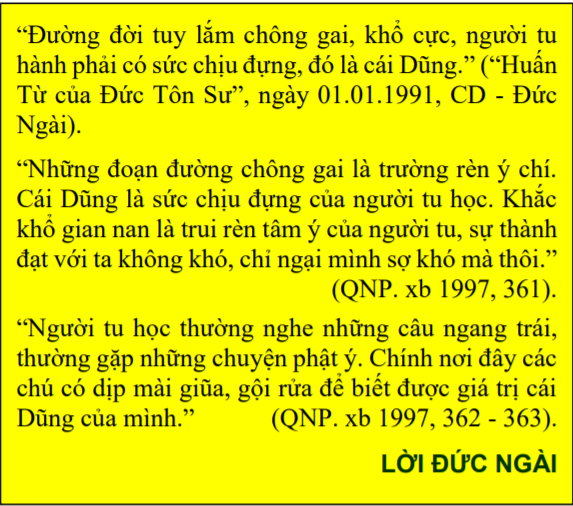 “Đường đời tuy lắm chông gai, khổ cực, người tu
hành phải có sức chịu đựng, đó là cái Dũng.” (“Huấn
Từ của Đức Tôn Sư”, ngày 01.01.1991, CD - Đức
Ngài).
“Những đoạn đường chông gai là trường rèn ý chí.
Cái Dũng là sức chịu đựng của người tu học. Khắc
khổ gian nan là trui rèn tâm ý của người tu, sự thành
đạt với ta không khó, chỉ ngại mình sợ khó mà thôi.”
(QNP. xb 1997, 361).
“Người tu học thường nghe những câu ngang trái,
thường gặp những chuyện phật ý. Chính nơi đây các
chú có dịp mài giũa, gội rửa để biết được giá trị cái
Dũng của mình.” (QNP. xb 1997, 362 - 363).
LỜI ĐỨC NGÀI